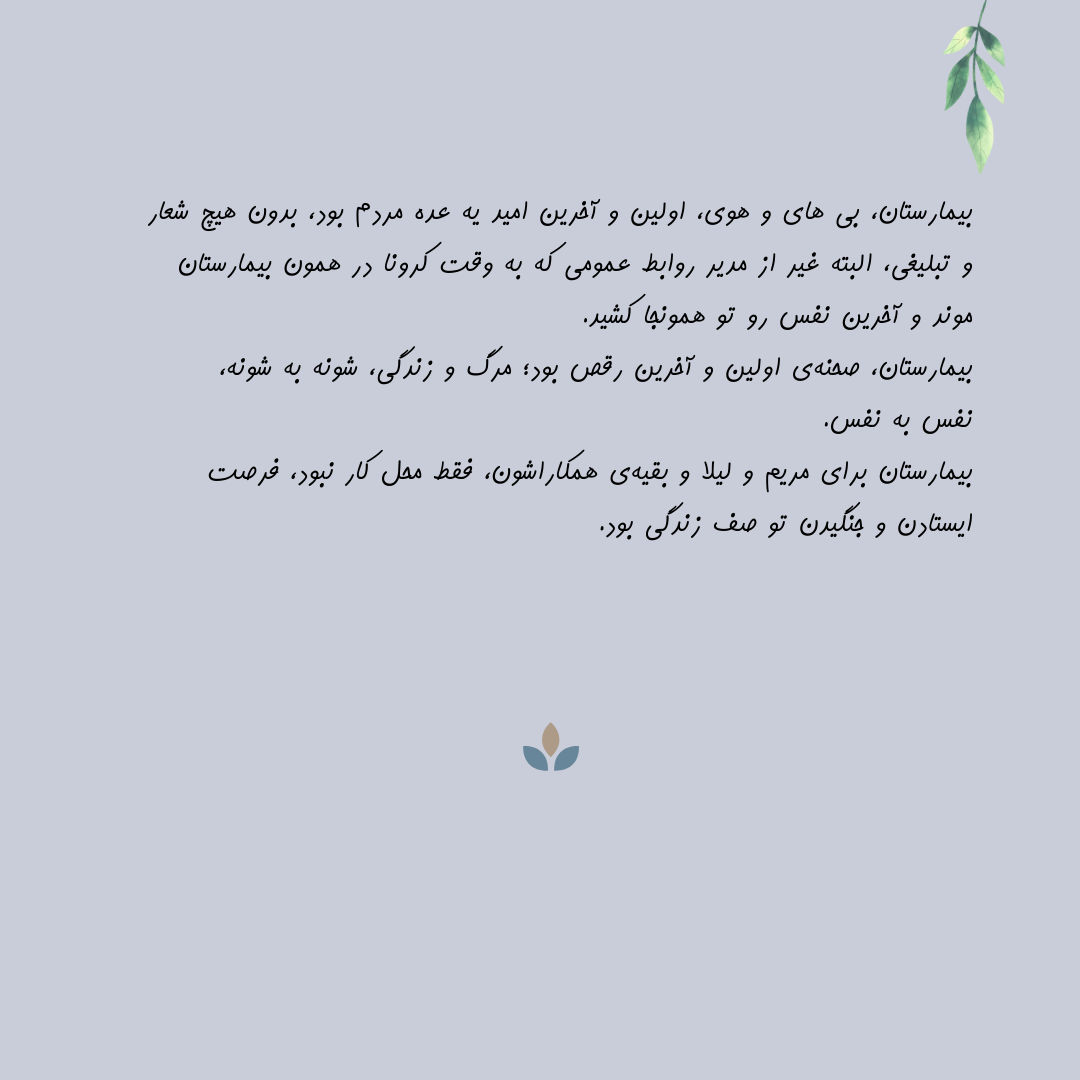 بیمارستان، بی های و هوی، اولین و آخرین امید یه عده مردم بود، بدون هیچ شعار
و تبلیغی، البته غیر از مدیر روابط عمومی که به وقت کرونا در همون بیمارستان
موند و آخرین نفس رو تو همونجا کشید.
بیمارستان، صحنه‌ی اولین و آخرین رقص بود؛ مرگ و زندگی، شونه به شونه،
نفس به نفس.
بیمارستان برای مریم و لیلا و بقیه‌ی همکاراشون، فقط محل کار نبود، فرصت
ایستادن و جنگیدن تو صف زندگی بود.